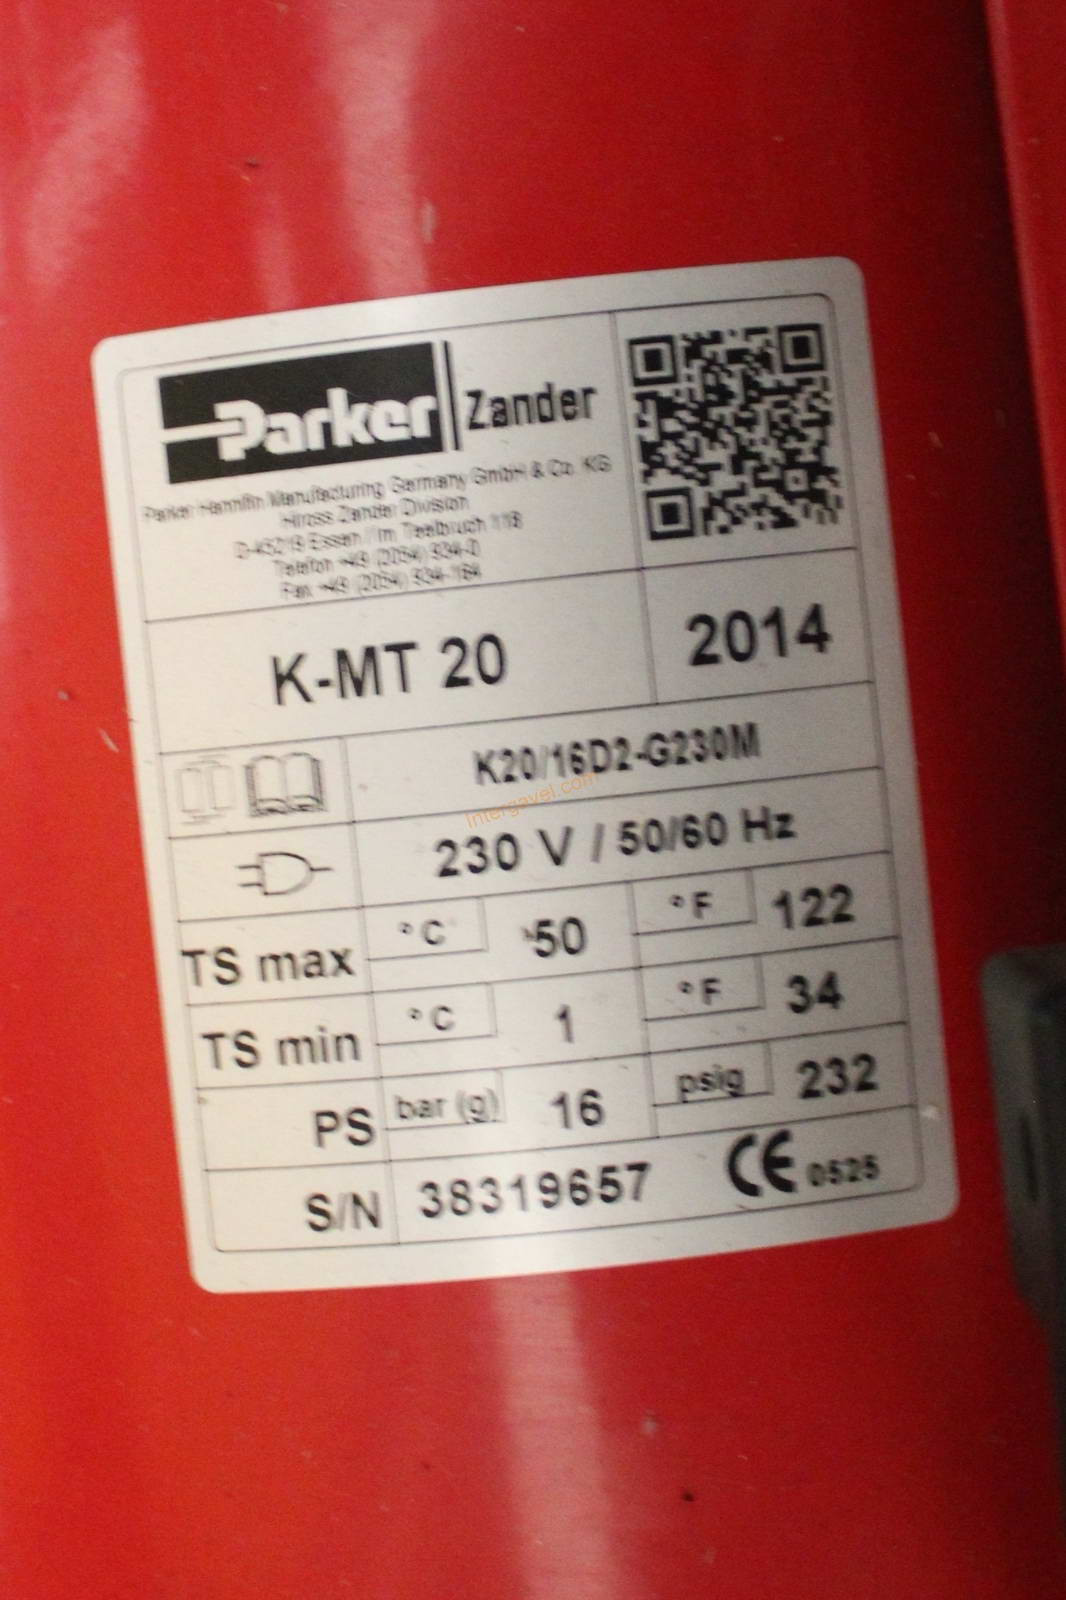 Parker Zander
Parker Hannifin Manufacturing Germany GmbH & Co. KG
Hiross Zander Division
D-45219 Essen / Im Teelbruch 118
Telefon +49 (2054) 934-0
Fax +49 (2054) 934-164
K-MT 20 2014
K20/16D2-G230M
Intergavel.com
230 V / 50/60 Hz
TS max °C 50 °F 122
TS min °C 1 °F 34
PS bar (g) 16 psig 232
S/N 38319657 CE 0525